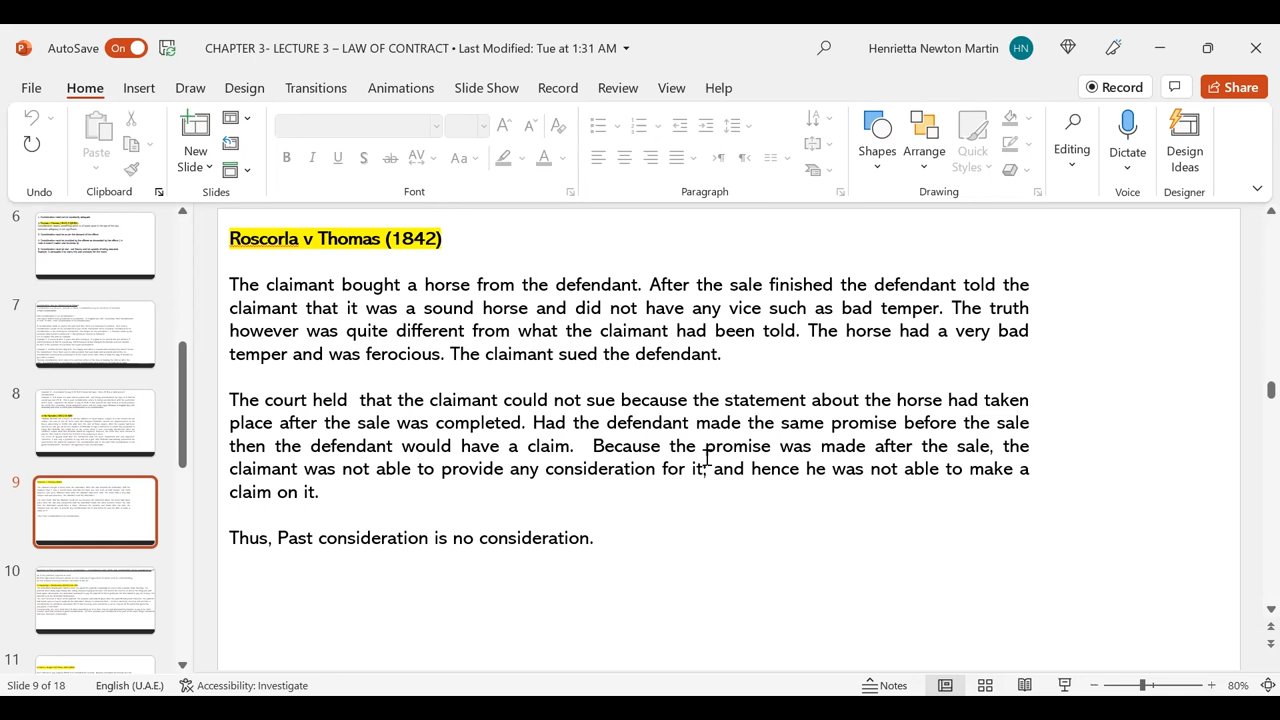 AutoSave On CHAPTER 3- LECTURE 3 – LAW OF CONTRACT • Last Modified: Tue at 1:31 AM Henrietta Newton Martin HN
File Home Insert Draw Design Transitions Animations Slide Show Record Review View Help Record Share
Undo
Paste
Clipboard
New
Slide
Slides
B I U S ab AV Aa A
Font
Paragraph
Shapes
Arrange
Quick
Styles
Drawing
Editing
Dictate
Voice
Design
Ideas
Designer
6
7
8
9
10
11
Roscorla v Thomas (1842)
The claimant bought a horse from the defendant. After the sale finished the defendant told the
claimant that it was a sound horse and did not have any vice such as bad temper. The truth
however was quite different from what the claimant had been told. The horse had a very bad
temper and was ferocious. The claimant sued the defendant.
The court held that the claimant could not sue because the statement about the horse had taken
place after the sale was completed. If the defendant made the same promise before the sale
then the defendant would have a claim. Because the promise was made after the sale, the
claimant was not able to provide any consideration for it; and hence he was not able to make a
claim on it.
Thus, Past consideration is no consideration.
Slide 9 of 18 English (U.A.E.) Accessibility: Investigate Notes 80%